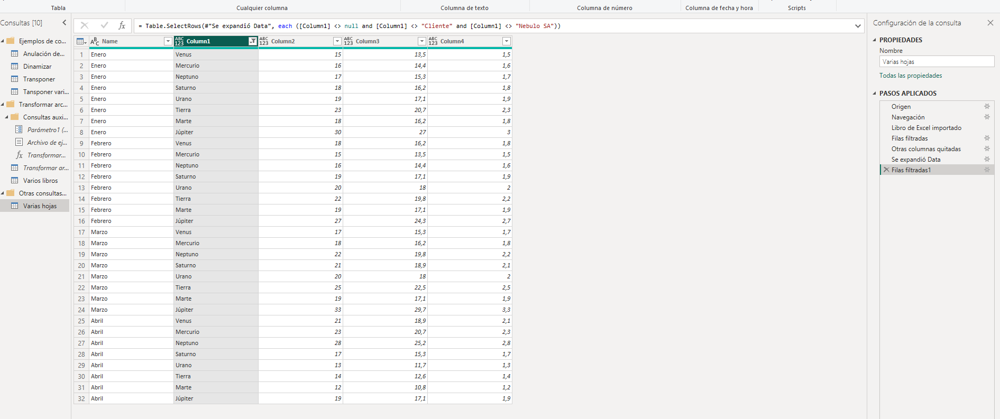 Tabla Cualquier columna Columna de texto Columna de número Columna de fecha y hora Scripts
Consultas [10]
Ejemplos de co...
Anulación de...
Dinamizar
Transponer
Tansponer vari...
Transformar arc...
Consultas auxi...
Parámetro1 (...
Archivo de ej...
fx Transformar...
Transformar ar...
Varios libros
Otras consultas...
Varias hojas
fx = Table.SelectRows(#"Se expandió Data", each ([Column1] <> null and [Column1] <> "Cliente" and [Column1] <> "Nebulo SA"))
ABC Name ABC 123 Column1 ABC 123 Column2 ABC 123 Column3 ABC 123 Column4
1 Enero Venus 15 13,5 1,5
2 Enero Mercurio 16 14,4 1,6
3 Enero Neptuno 17 15,3 1,7
4 Enero Saturno 18 16,2 1,8
5 Enero Urano 19 17,1 1,9
6 Enero Tierra 23 20,7 2,3
7 Enero Marte 18 16,2 1,8
8 Enero Júpiter 30 27 3
9 Febrero Venus 18 16,2 1,8
10 Febrero Mercurio 15 13,5 1,5
11 Febrero Neptuno 16 14,4 1,6
12 Febrero Saturno 19 17,1 1,9
13 Febrero Urano 20 18 2
14 Febrero Tierra 22 19,8 2,2
15 Febrero Marte 19 17,1 1,9
16 Febrero Júpiter 27 24,3 2,7
17 Marzo Venus 17 15,3 1,7
18 Marzo Mercurio 18 16,2 1,8
19 Marzo Neptuno 22 19,8 2,2
20 Marzo Saturno 21 18,9 2,1
21 Marzo Urano 20 18 2
22 Marzo Tierra 25 22,5 2,5
23 Marzo Marte 19 17,1 1,9
24 Marzo Júpiter 33 29,7 3,3
25 Abril Venus 21 18,9 2,1
26 Abril Mercurio 23 20,7 2,3
27 Abril Neptuno 28 25,2 2,8
28 Abril Saturno 17 15,3 1,7
29 Abril Urano 13 11,7 1,3
30 Abril Tierra 14 12,6 1,4
31 Abril Marte 12 10,8 1,2
32 Abril Júpiter 19 17,1 1,9
Configuración de la consulta
PROPIEDADES
Nombre
Varias hojas
Todas las propiedades
PASOS APLICADOS
Origen
Navegación
Libro de Excel importado
Filas filtradas
Otras columnas quitadas
Se expandió Data
Filas filtradas1